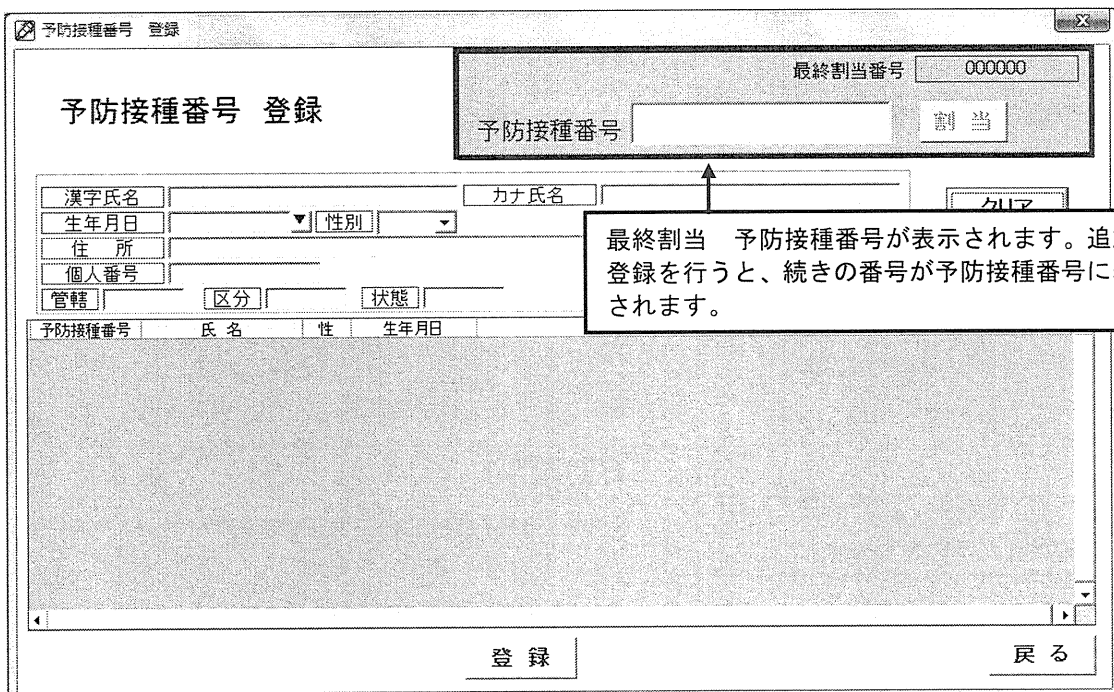 予防接種番号 登録
最終割当番号 000000
予防接種番号 登録
予防接種番号 割 当
漢字氏名 カナ氏名
クリア
生年月日 性別
住 所
個人番号
管轄 区分 状態
最終割当 予防接種番号が表示されます。追
登録を行うと、続きの番号が予防接種番号に
されます。
予防接種番号 氏 名 性 生年月日
登 録 戻 る